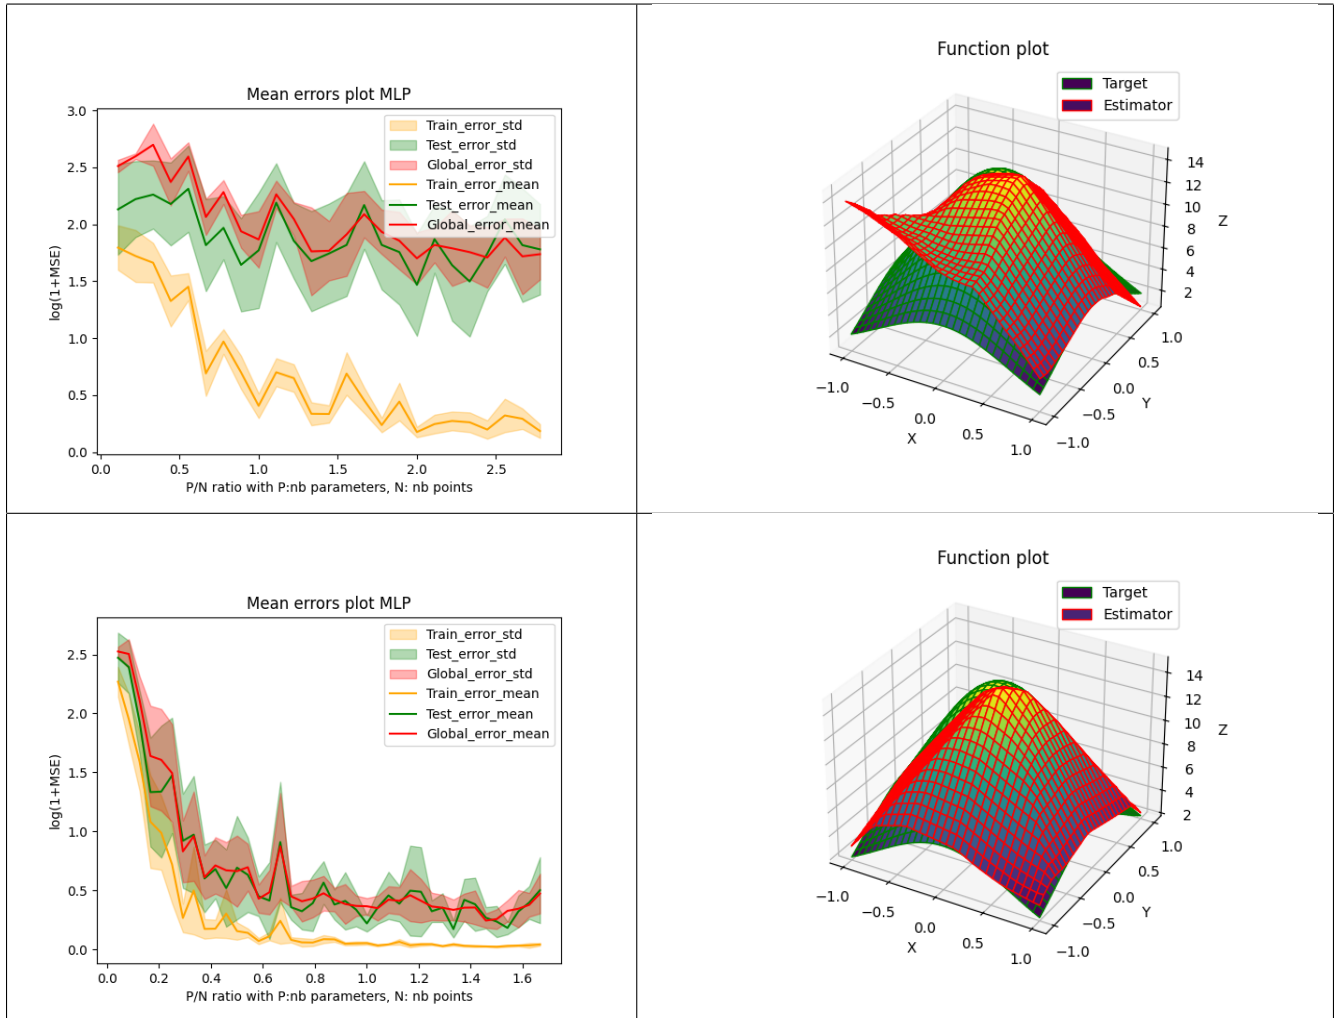 Mean errors plot MLP
3.0
2.5
2.0
1.5
1.0
0.5
0.0
log(1+MSE)
Train_error_std
Test_error_std
Global_error_std
Train_error_mean
Test_error_mean
Global_error_mean
0.0 0.5 1.0 1.5 2.0 2.5
P/N ratio with P:nb parameters, N: nb points
Function plot
Target
Estimator
14
12
10
8
6
4
2
Z
−1.0 −0.5 0.0 0.5 1.0
X
−1.0 −0.5 0.0 0.5 1.0
Y
Mean errors plot MLP
2.5
2.0
1.5
1.0
0.5
0.0
log(1+MSE)
Train_error_std
Test_error_std
Global_error_std
Train_error_mean
Test_error_mean
Global_error_mean
0.0 0.2 0.4 0.6 0.8 1.0 1.2 1.4 1.6
P/N ratio with P:nb parameters, N: nb points
Function plot
Target
Estimator
14
12
10
8
6
4
2
Z
−1.0 −0.5 0.0 0.5 1.0
X
−1.0 −0.5 0.0 0.5 1.0
Y